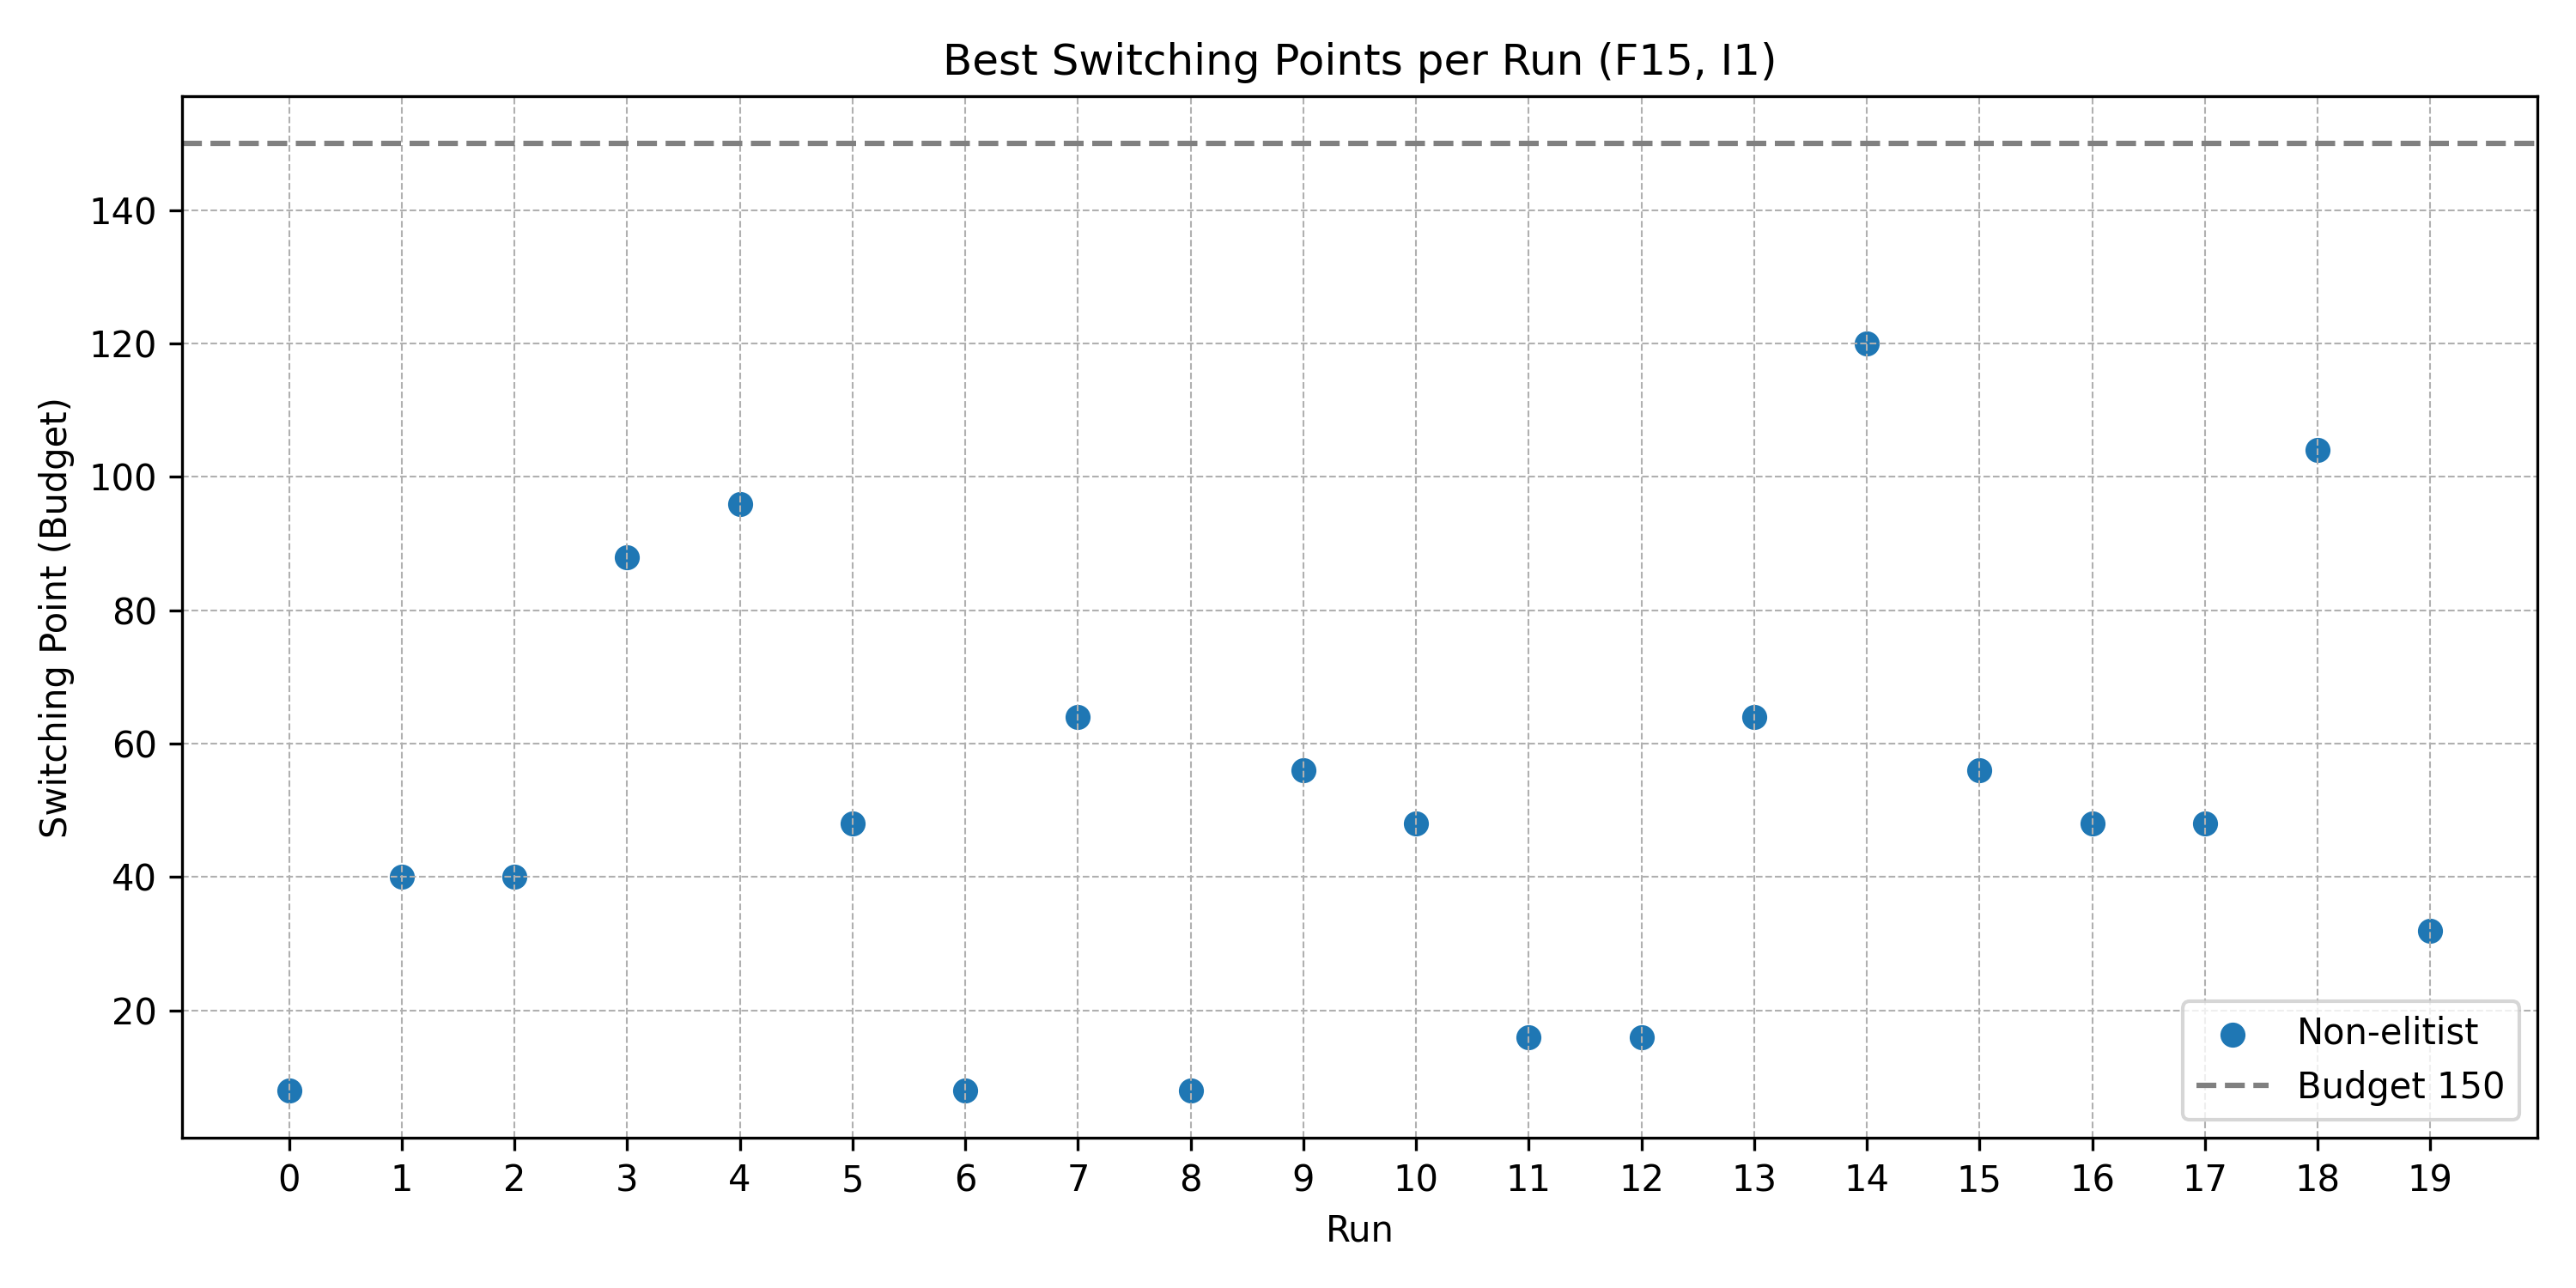 Best Switching Points per Run (F15, I1)
Switching Point (Budget)
140
120
100
80
60
40
20
0 1 2 3 4 5 6 7 8 9 10 11 12 13 14 15 16 17 18 19
Run
Non-elitist
Budget 150